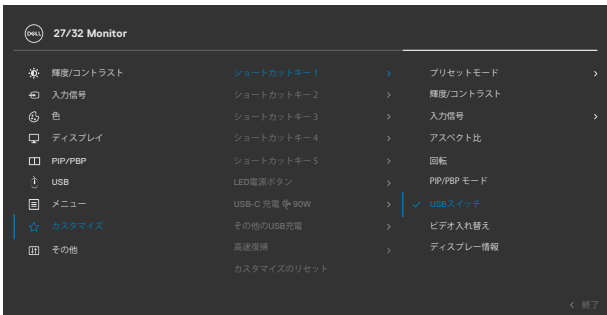 DELL 27/32 Monitor
輝度/コントラスト ショートカットキー 1 プリセットモード
入力信号 ショートカットキー 2 輝度/コントラスト
色 ショートカットキー 3 入力信号
ディスプレイ ショートカットキー 4 アスペクト比
PIP/PBP ショートカットキー 5 回転
USB LED電源ボタン PIP/PBP モード
メニュー USB-C 充電 90W USBスイッチ
カスタマイズ その他のUSB充電 ビデオ入れ替え
その他 高速復帰 ディスプレー情報
カスタマイズのリセット
終了